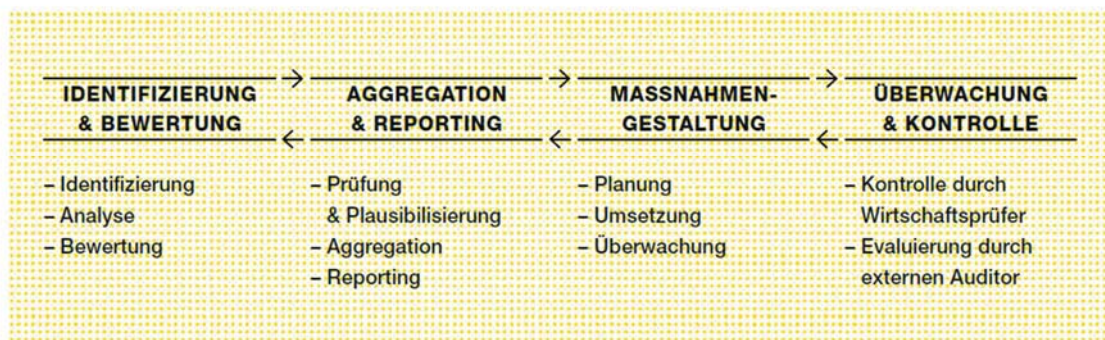 IDENTIFIZIERUNG
& BEWERTUNG
– Identifizierung
– Analyse
– Bewertung
AGGREGATION
& REPORTING
– Prüfung
& Plausibilisierung
– Aggregation
– Reporting
MASSNAHMEN-
GESTALTUNG
– Planung
– Umsetzung
– Überwachung
ÜBERWACHUNG
& KONTROLLE
– Kontrolle durch
Wirtschaftsprüfer
– Evaluierung durch
externen Auditor